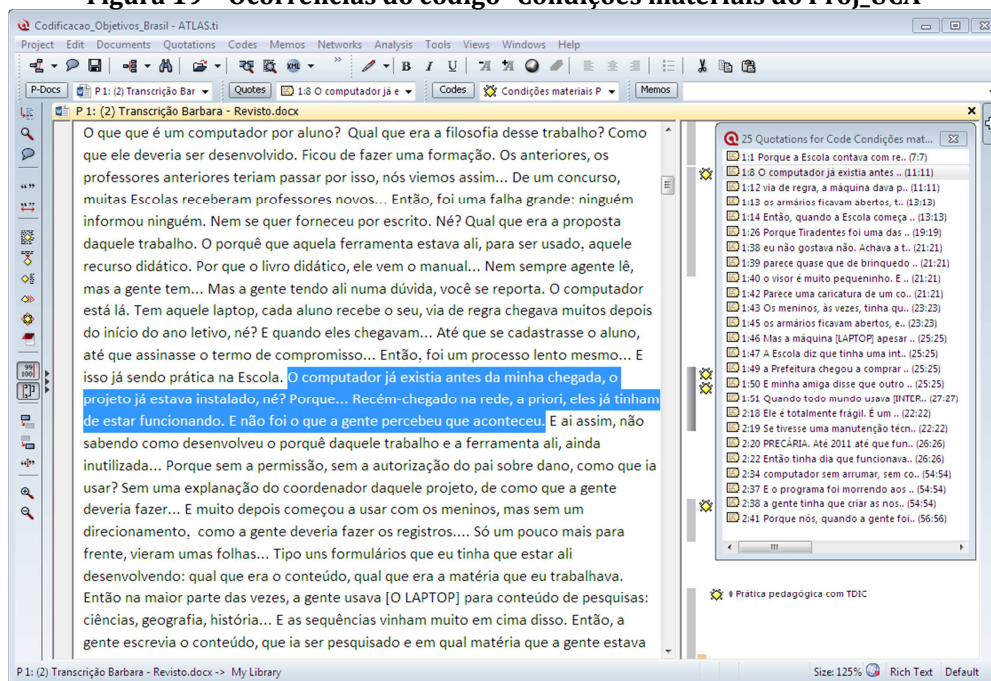 Figura 19 – Ocorrências do código "Condições materiais do Proj_UCA"
Codificacao_Objetivos_Brasil - ATLAS.ti
Project Edit Documents Quotations Codes Memos Networks Analysis Tools Views Windows Help
B I U
P-Docs P 1: (2) Transcrição Bar Quotes 1:8 O computador já e Codes Condições materiais P Memos
P 1: (2) Transcrição Barbara - Revisto.docx
O que que é um computador por aluno? Qual que era a filosofia desse trabalho? Como
que ele deveria ser desenvolvido. Ficou de fazer uma formação. Os anteriores, os
professores anteriores teriam passar por isso, nós viemos assim... De um concurso,
muitas Escolas receberam professores novos... Então, foi uma falha grande: ninguém
informou ninguém. Nem se quer forneceu por escrito. Né? Qual que era a proposta
daquele trabalho. O porquê que aquela ferramenta estava ali, para ser usado, aquele
recurso didático. Por que o livro didático, ele vem o manual... Nem sempre agente lê,
mas a gente tem... Mas a gente tendo ali numa dúvida, você se reporta. O computador
está lá. Tem aquele laptop, cada aluno recebe o seu, via de regra chegava muitos depois
do início do ano letivo, né? E quando eles chegavam... Até que se cadastrasse o aluno,
até que assinasse o termo de compromisso... Então, foi um processo lento mesmo... E
isso já sendo prática na Escola. O computador já existia antes da minha chegada, o
projeto já estava instalado, né? Porque... Recém-chegado na rede, a priori, eles já tinham
de estar funcionando. E não foi o que a gente percebeu que aconteceu. E ai assim, não
sabendo como desenvolveu o porquê daquele trabalho e a ferramenta ali, ainda
inutilizada... Porque sem a permissão, sem a autorização do pai sobre dano, como que ia
usar? Sem uma explanação do coordenador daquele projeto, de como que a gente
deveria fazer... E muito depois começou a usar com os meninos, mas sem um
direcionamento, como a gente deveria fazer os registros.... Só um pouco mais para
frente, vieram umas folhas... Tipo uns formulários que eu tinha que estar ali
desenvolvendo: qual que era o conteúdo, qual que era a matéria que eu trabalhava.
Então na maior parte das vezes, a gente usava [O LAPTOP] para conteúdo de pesquisas:
ciências, geografia, história... E as sequências vinham muito em cima disso. Então, a
gente escrevia o conteúdo, que ia ser pesquisado e em qual matéria que a gente estava
25 Quotations for Code Condições mat...
1:1 Porque a Escola contava com re.. (7:7)
1:8 O computador já existia antes .. (11:11)
1:12 via de regra, a máquina dava p.. (11:11)
1:13 os armários ficavam abertos, t.. (13:13)
1:14 Então, quando a Escola começa .. (13:13)
1:26 Porque Tiradentes foi uma das .. (19:19)
1:38 eu não gostava não. Achava a t.. (21:21)
1:39 parece quase que de brinquedo .. (21:21)
1:40 o visor é muito pequeninho. E .. (21:21)
1:42 Parece uma caricatura de um co.. (21:21)
1:43 Os meninos, às vezes, tinha qu.. (23:23)
1:45 os armários ficavam abertos, e.. (23:23)
1:46 Mas a máquina [LAPTOP] apesar .. (25:25)
1:47 A Escola diz que tinha uma int.. (25:25)
1:49 a Prefeitura chegou a comprar .. (25:25)
1:50 E minha amiga disse que outro .. (25:25)
1:51 Quando todo mundo usava [INTER.. (27:27)
2:18 Ele é totalmente frágil. É um .. (22:22)
2:19 Se tivesse uma manutenção técn.. (22:22)
2:20 PRECÁRIA. Até 2011 até que fun.. (26:26)
2:22 Então tinha dia que funcionava.. (26:26)
2:34 computador sem arrumar, sem co.. (54:54)
2:37 E o programa foi morrendo aos .. (54:54)
2:38 a gente tinha que criar as nos.. (54:54)
2:41 Porque nós, quando a gente foi.. (56:56)
Prática pedagógica com TDIC
P 1: (2) Transcrição Barbara - Revisto.docx -> My Library Size: 125% Rich Text Default